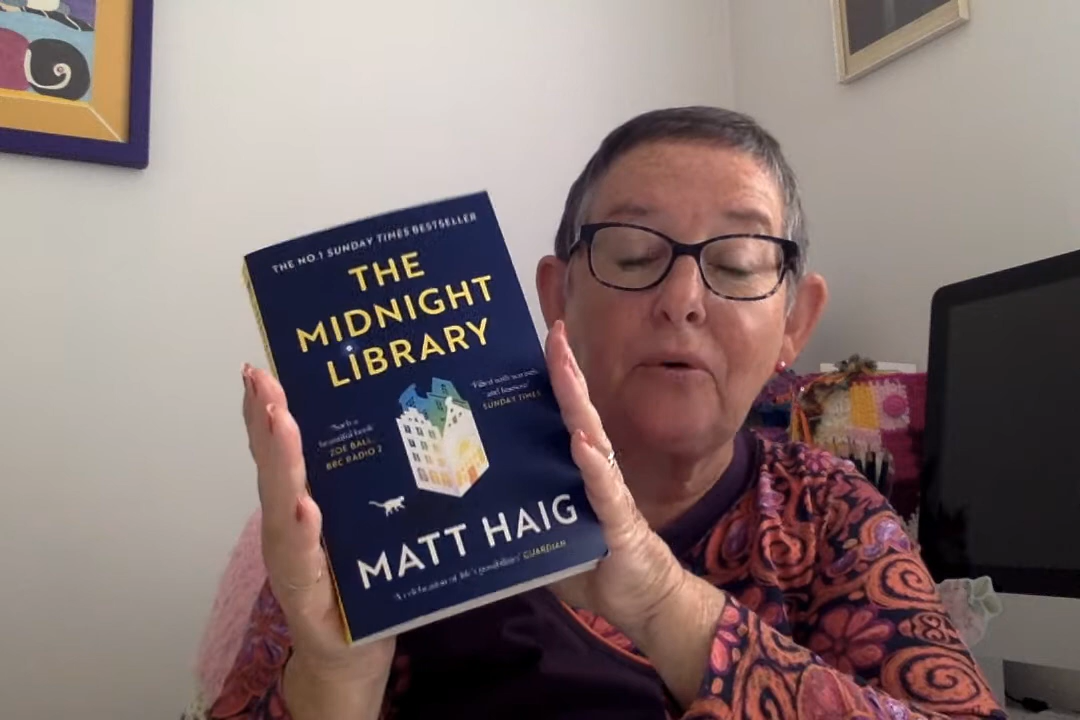 THE NO.1 SUNDAY TIMES BESTSELLER
THE
MIDNIGHT
LIBRARY
'Filled with warmth
and humour'
SUNDAY TIMES
'Such a
beautiful book'
ZOE BALL,
BBC RADIO 2
MATT HAIG
'A celebration of life's possibilities' GUARDIAN